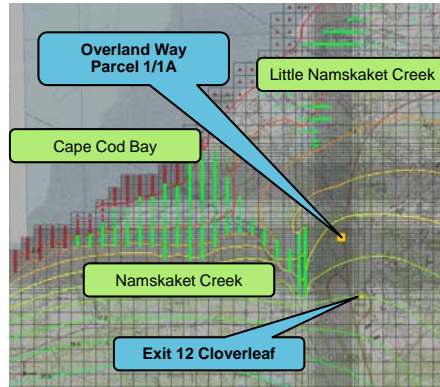 Overland Way
Parcel 1/1A
Little Namskaket Creek
Cape Cod Bay
Namskaket Creek
Exit 12 Cloverleaf